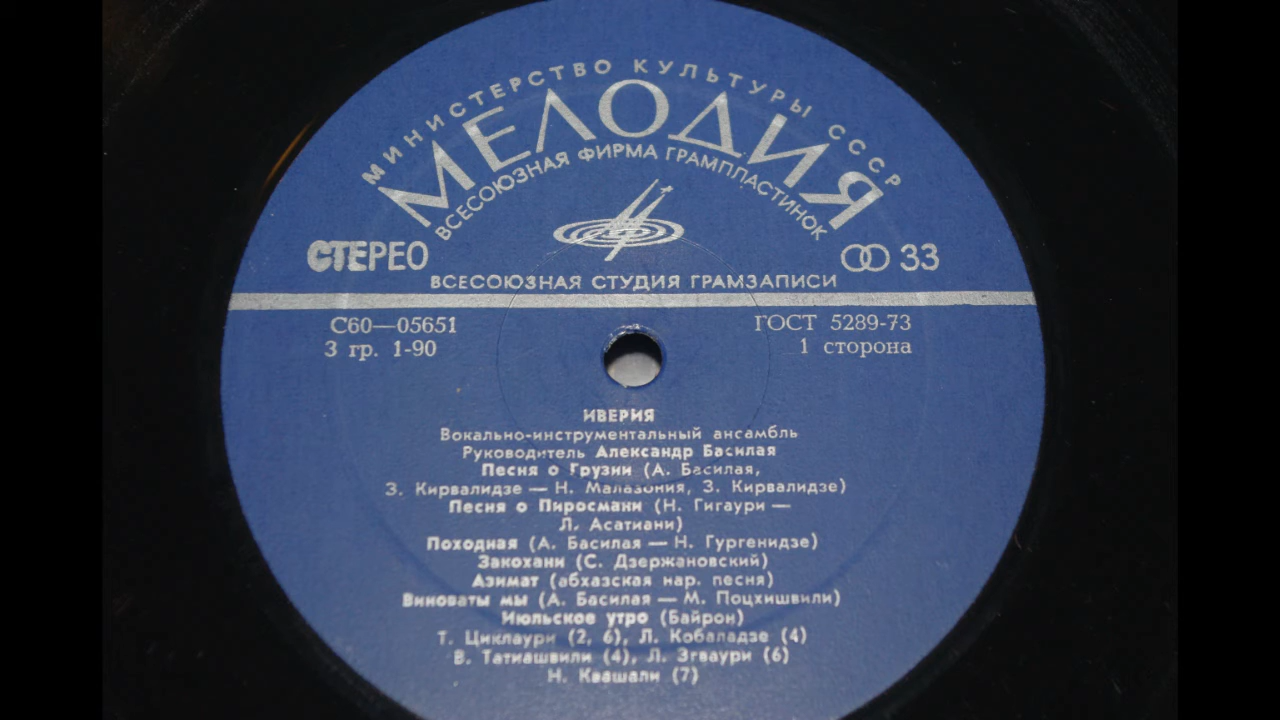 МИНИСТЕРСТВО КУЛЬТУРЫ СССР
МЕЛОДИЯ
ВСЕСОЮЗНАЯ ФИРМА ГРАМПЛАСТИНОК
СТЕРЕО
33
ВСЕСОЮЗНАЯ СТУДИЯ ГРАМЗАПИСИ
С60—05651
ГОСТ 5289-73
3 гр. 1-90
1 сторона
ИВЕРИЯ
Вокально-инструментальный ансамбль
Руководитель Александр Басилая
Песня о Грузии (А. Басилая,
З. Кирвалидзе — Н. Малазония, З. Кирвалидзе)
Песня о Пиросмани (Н. Гигаури —
Л. Асатиани)
Походная (А. Басилая — Н. Гургенидзе)
Закохани (С. Дзержановский)
Азимат (абхазская нар. песня)
Виноваты мы (А. Басилая — М. Поцхишвили)
Июльское утро (Байрон)
Т. Циклаури (2, 6), Л. Кобаладзе (4)
В. Татиашвили (4), Л. Згваури (6)
Н. Квашали (7)